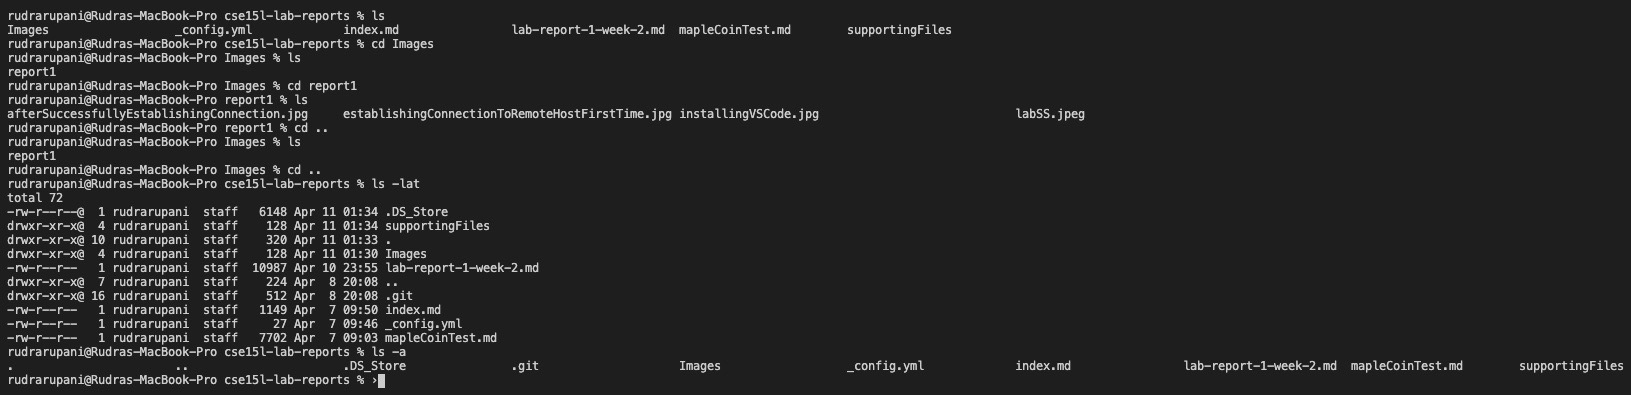 rudrarupani@Rudras-MacBook-Pro cse15l-lab-reports % ls
Images _config.yml index.md lab-report-1-week-2.md mapleCoinTest.md supportingFiles
rudrarupani@Rudras-MacBook-Pro cse15l-lab-reports % cd Images
rudrarupani@Rudras-MacBook-Pro Images % ls
report1
rudrarupani@Rudras-MacBook-Pro Images % cd report1
rudrarupani@Rudras-MacBook-Pro report1 % ls
afterSuccessfullyEstablishingConnection.jpg establishingConnectionToRemoteHostFirstTime.jpg installingVSCode.jpg labSS.jpeg
rudrarupani@Rudras-MacBook-Pro report1 % cd ..
rudrarupani@Rudras-MacBook-Pro Images % ls
report1
rudrarupani@Rudras-MacBook-Pro Images % cd ..
rudrarupani@Rudras-MacBook-Pro cse15l-lab-reports % ls -lat
total 72
-rw-r--r--@ 1 rudrarupani staff 6148 Apr 11 01:34 .DS_Store
drwxr-xr-x@ 4 rudrarupani staff 128 Apr 11 01:34 supportingFiles
drwxr-xr-x@ 10 rudrarupani staff 320 Apr 11 01:33 .
drwxr-xr-x@ 4 rudrarupani staff 128 Apr 11 01:30 Images
-rw-r--r-- 1 rudrarupani staff 10987 Apr 10 23:55 lab-report-1-week-2.md
drwxr-xr-x@ 7 rudrarupani staff 224 Apr 8 20:08 ..
drwxr-xr-x@ 16 rudrarupani staff 512 Apr 8 20:08 .git
-rw-r--r-- 1 rudrarupani staff 1149 Apr 7 09:50 index.md
-rw-r--r-- 1 rudrarupani staff 27 Apr 7 09:46 _config.yml
-rw-r--r-- 1 rudrarupani staff 7702 Apr 7 09:03 mapleCoinTest.md
rudrarupani@Rudras-MacBook-Pro cse15l-lab-reports % ls -a
. .. .DS_Store .git Images _config.yml index.md lab-report-1-week-2.md mapleCoinTest.md supportingFiles
rudrarupani@Rudras-MacBook-Pro cse15l-lab-reports % ›